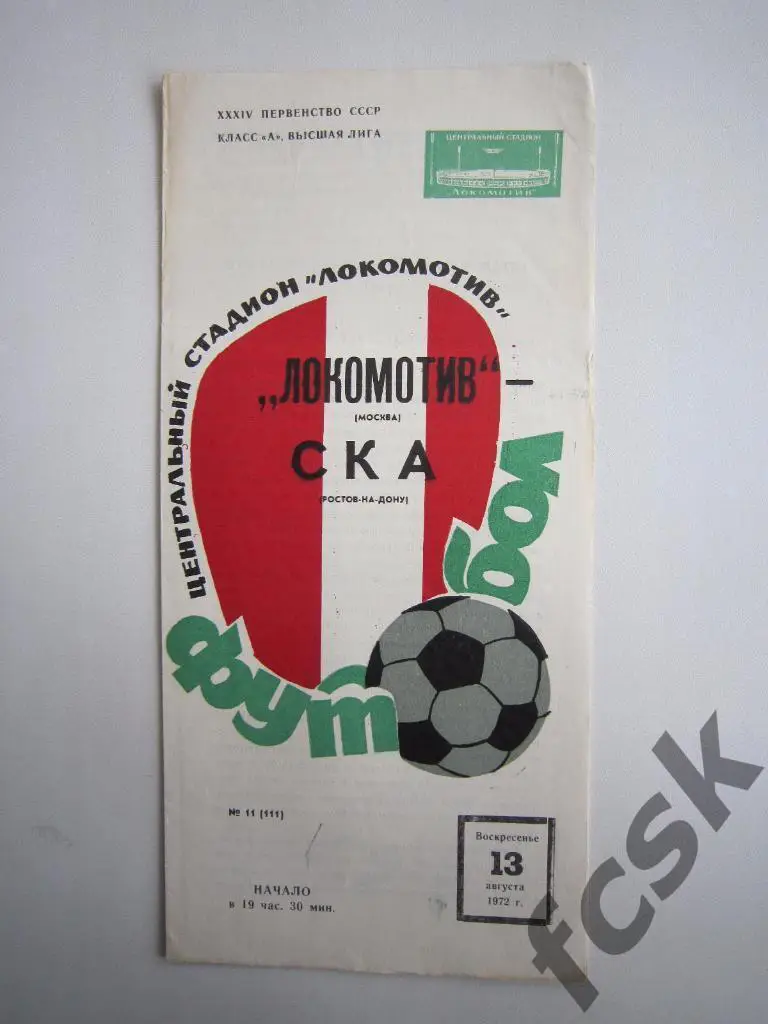 XXXIV ПЕРВЕНСТВО СССР
КЛАСС «А», ВЫСШАЯ ЛИГА
ЦЕНТРАЛЬНЫЙ СТАДИОН
ЛОКОМОТИВ"
ЦЕНТРАЛЬНЫЙ СТАДИОН „ЛОКОМОТИВ"
„ЛОКОМОТИВ“ –
(МОСКВА)
СКА
(РОСТОВ-НА-ДОНУ)
футбол
№ 11 (111)
НАЧАЛО
в 19 час. 30 мин.
Воскресенье
13
августа
1972 г.
fcsk